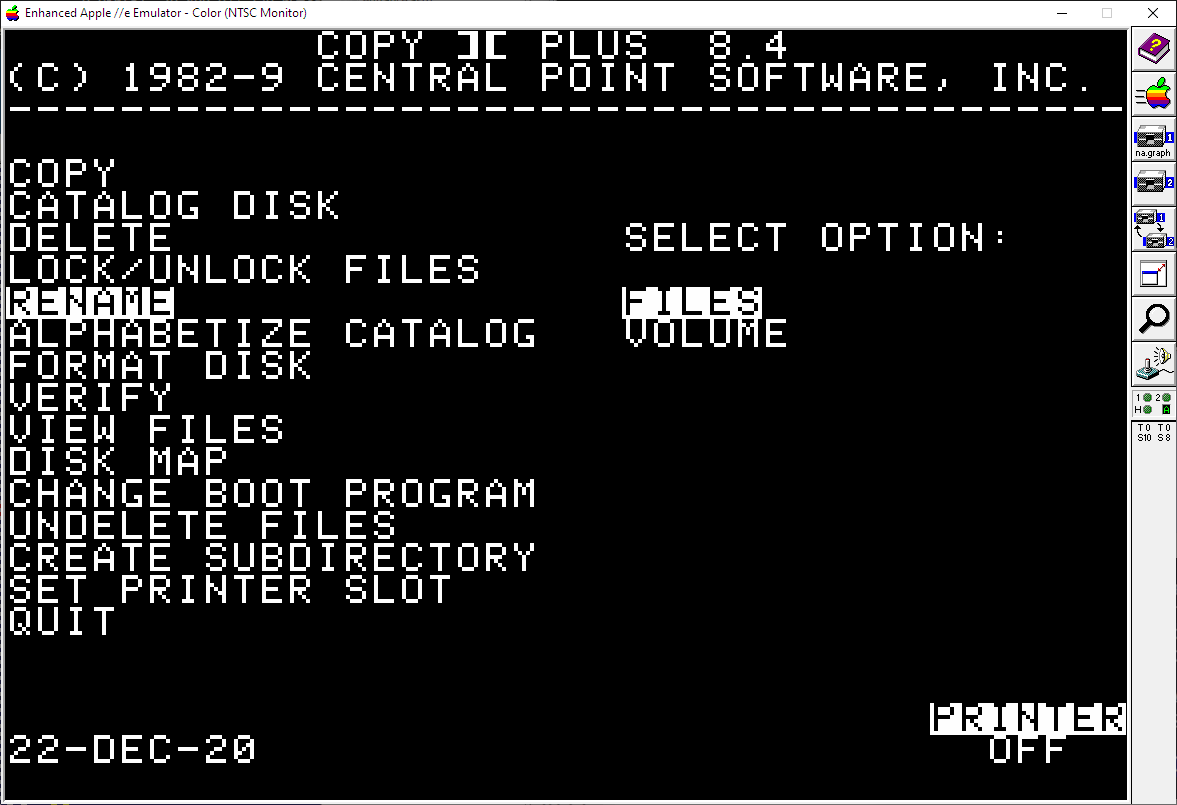 Enhanced Apple //e Emulator - Color (NTSC Monitor)
COPY ][ PLUS 8.4
(C) 1982-9 CENTRAL POINT SOFTWARE, INC.
----------------------------------------
COPY
CATALOG DISK
DELETE
SELECT OPTION:
LOCK/UNLOCK FILES
RENAME
FILES
ALPHABETIZE CATALOG
VOLUME
FORMAT DISK
VERIFY
VIEW FILES
DISK MAP
CHANGE BOOT PROGRAM
UNDELETE FILES
CREATE SUBDIRECTORY
SET PRINTER SLOT
QUIT
PRINTER
22-DEC-20
OFF
?
1
na.graph
2
1
2
1 2
H A
T0 T0
S10 S8